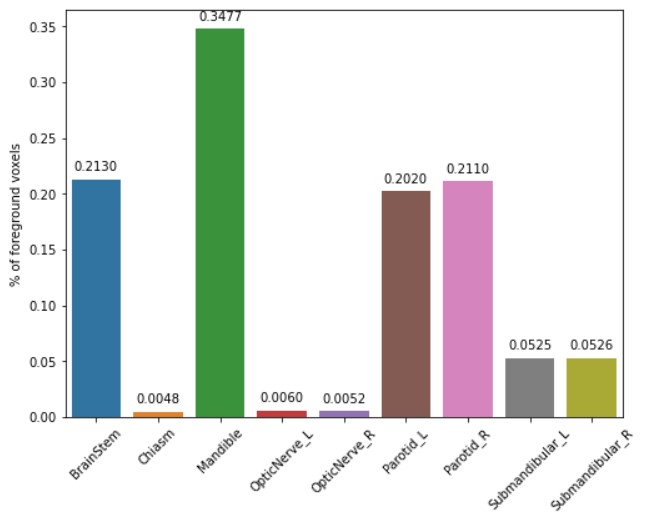 % of foreground voxels
0.35
0.30
0.25
0.20
0.15
0.10
0.05
0.00
0.2130
0.0048
0.3477
0.0060
0.0052
0.2020
0.2110
0.0525
0.0526
BrainStem
Chiasm
Mandible
OpticNerve_L
OpticNerve_R
Parotid_L
Parotid_R
Submandibular_L
Submandibular_R